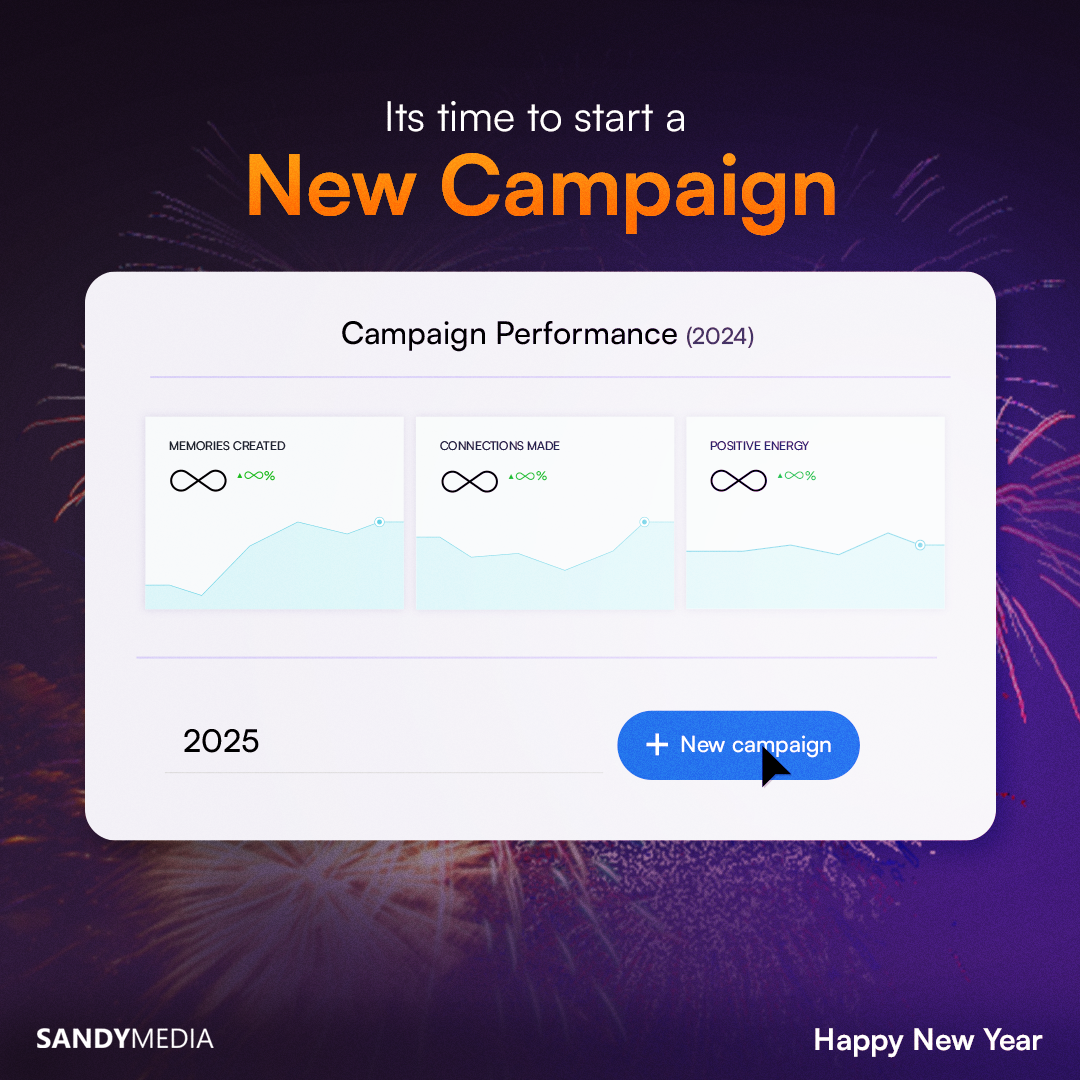 Its time to start a
New Campaign
Campaign Performance (2024)
MEMORIES CREATED
∞ ▲∞%
CONNECTIONS MADE
∞ ▲∞%
POSITIVE ENERGY
∞ ▲∞%
2025
+ New campaign
SANDYMEDIA
Happy New Year